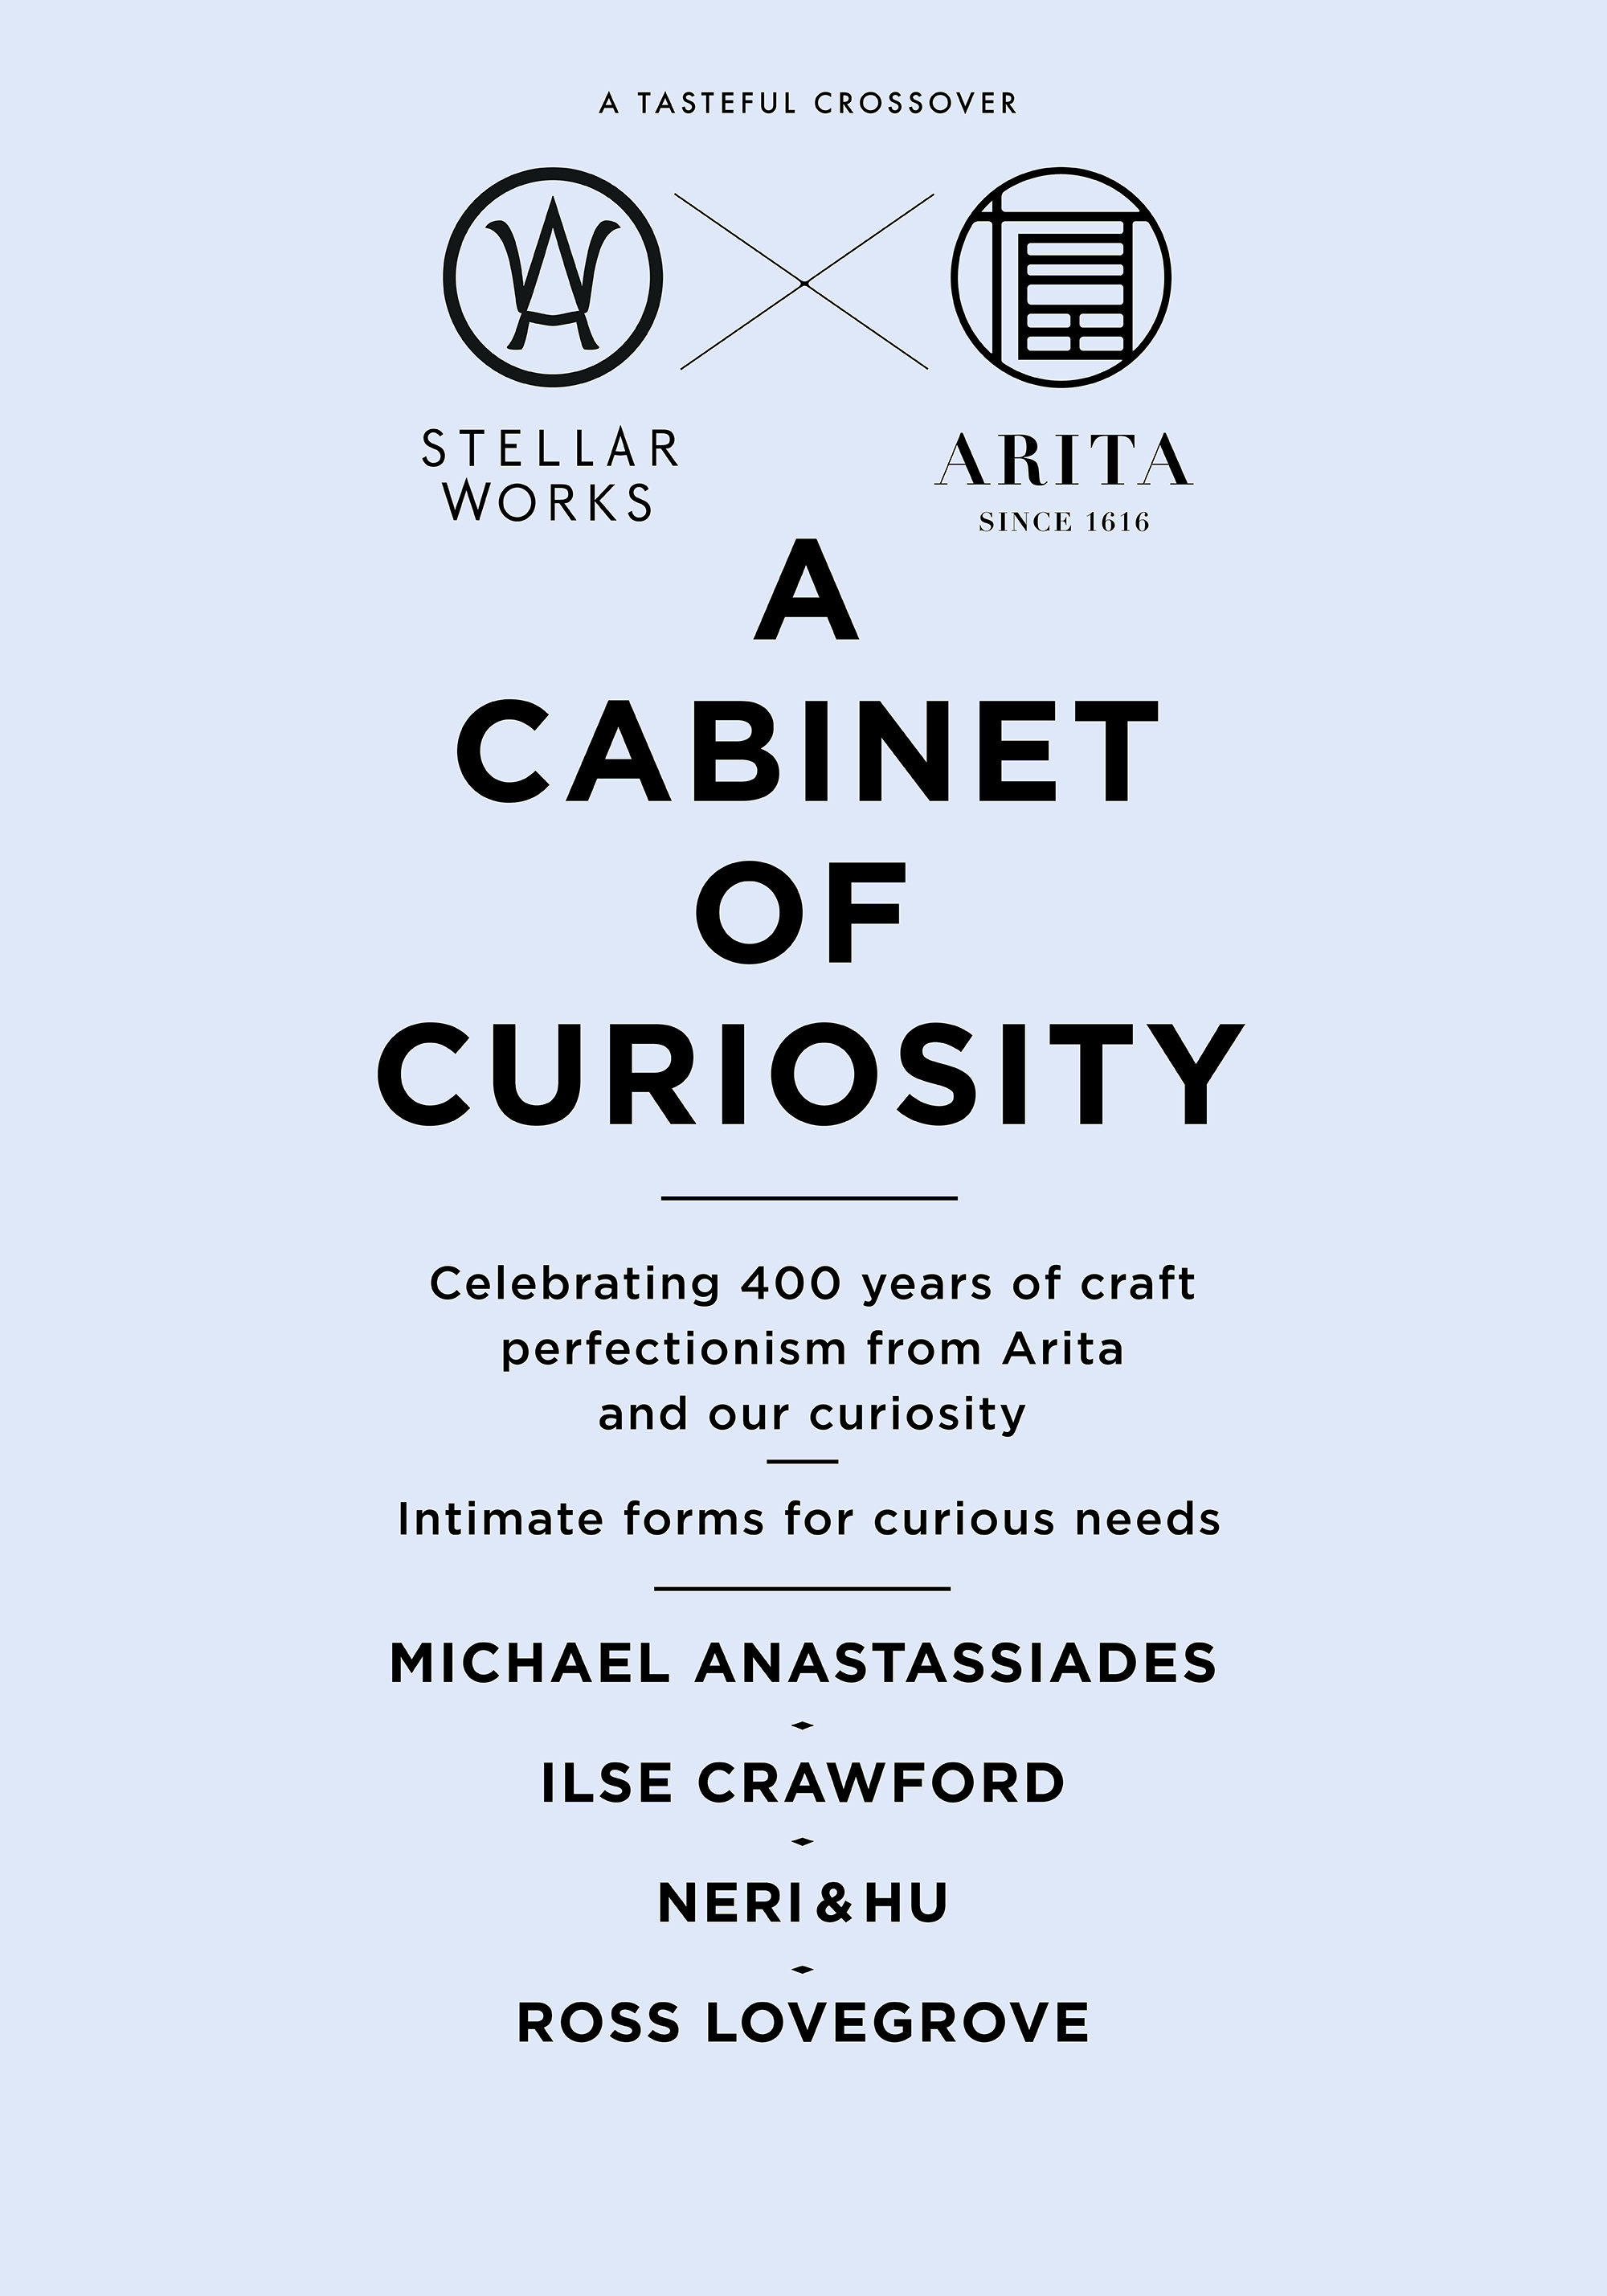 A TASTEFUL CROSSOVER
STELLAR
WORKS
ARITA
SINCE 1616
A
CABINET
OF
CURIOSITY
Celebrating 400 years of craft
perfectionism from Arita
and our curiosity
Intimate forms for curious needs
MICHAEL ANASTASSIADES
ILSE CRAWFORD
NERI&HU
ROSS LOVEGROVE